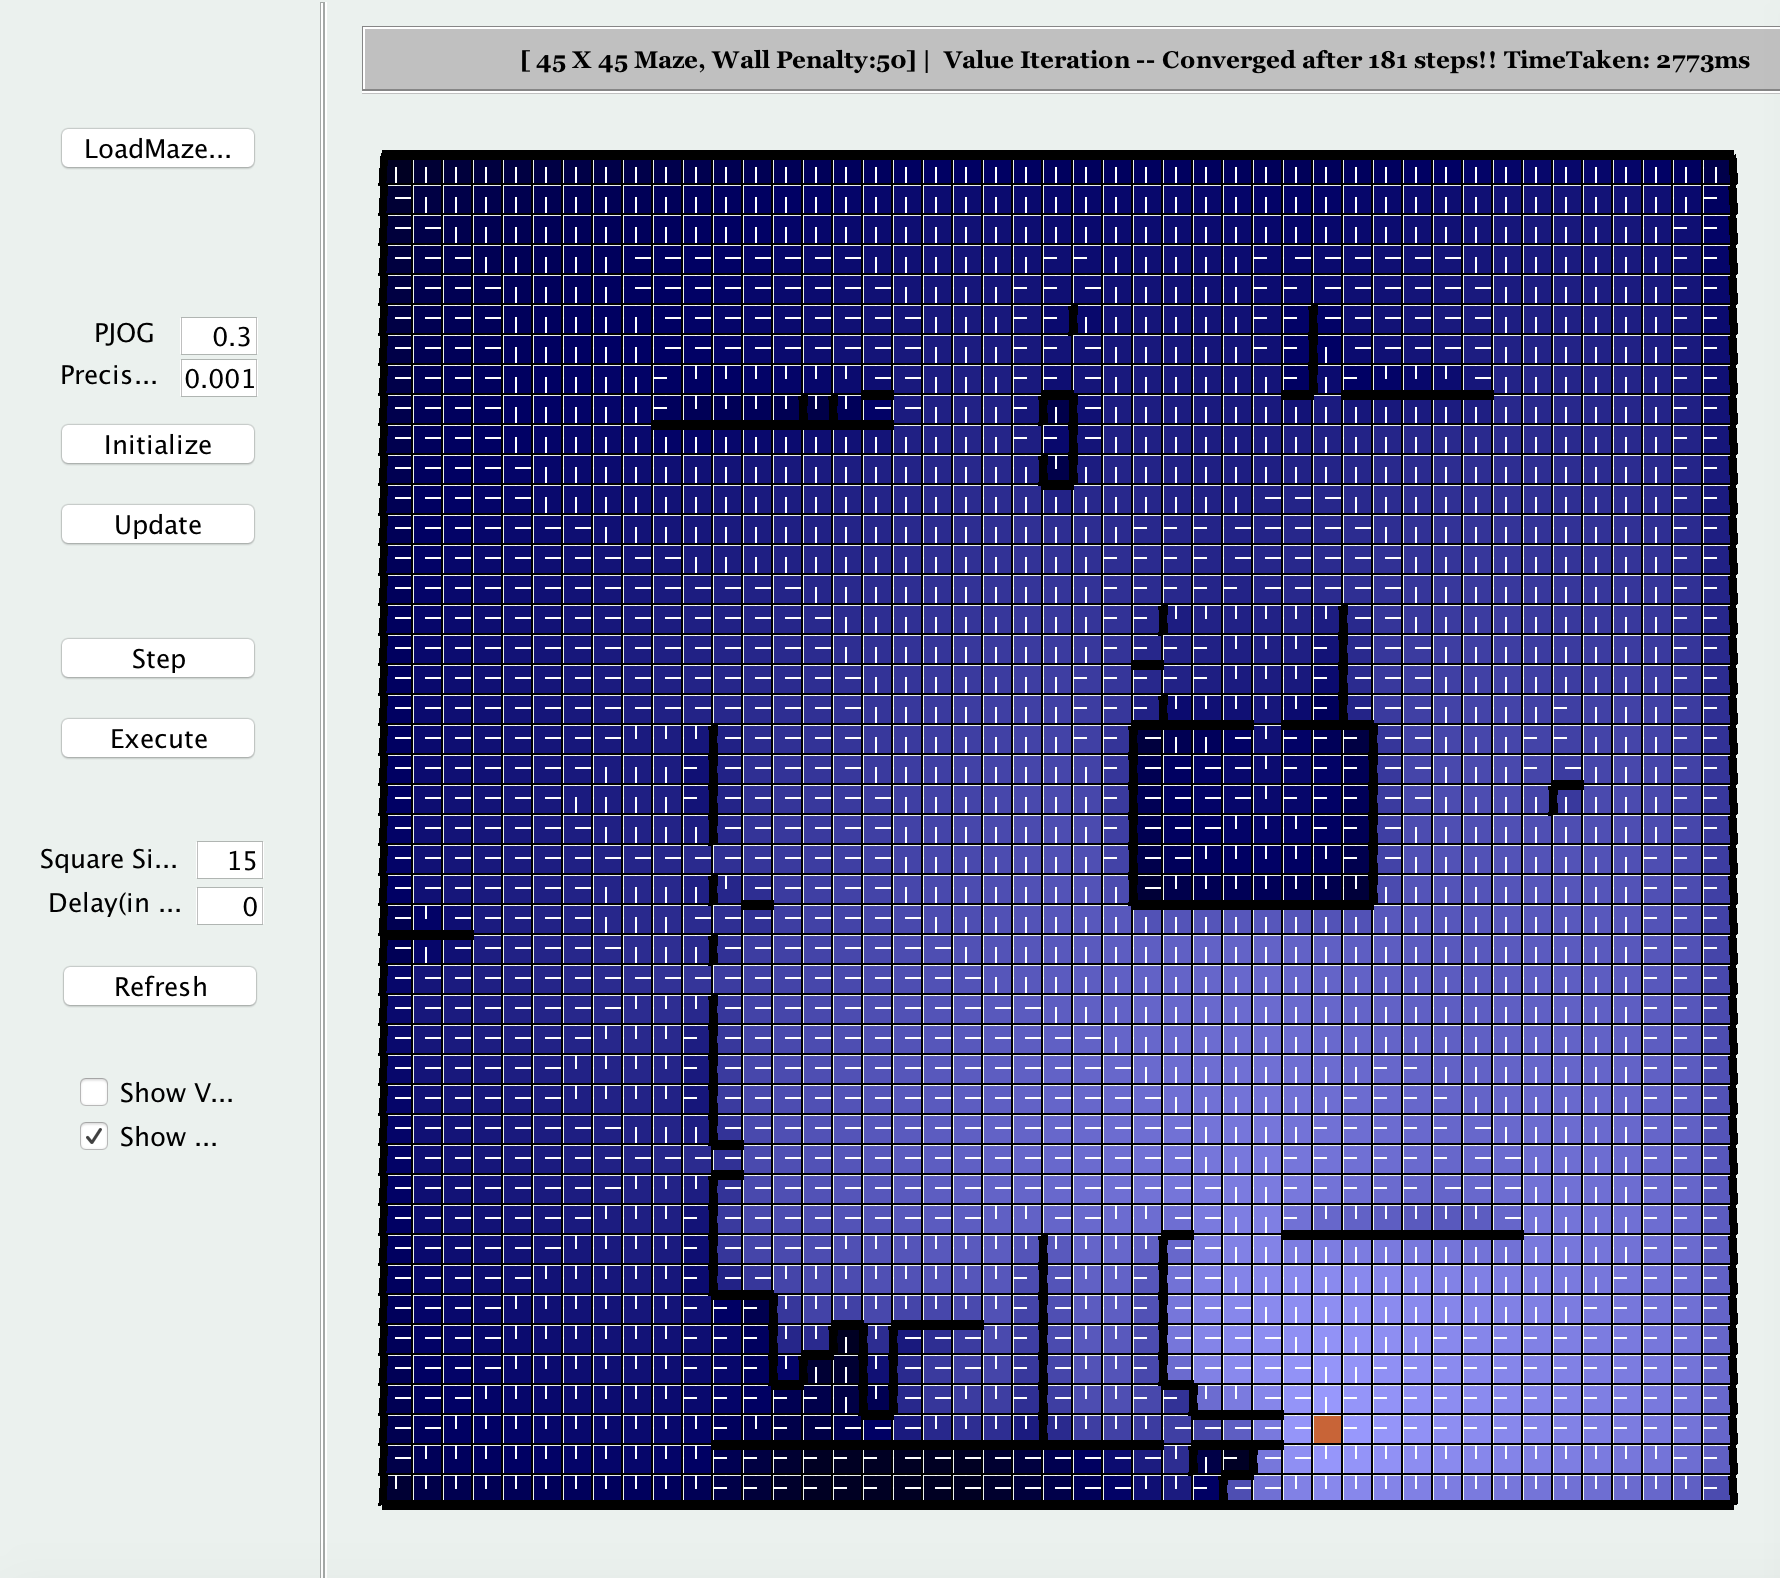 [ 45 X 45 Maze, Wall Penalty:50] | Value Iteration -- Converged after 181 steps!! TimeTaken: 2773ms
LoadMaze...
PJOG 0.3
Precis... 0.001
Initialize
Update
Step
Execute
Square Si... 15
Delay(in ... 0
Refresh
Show V...
Show ...